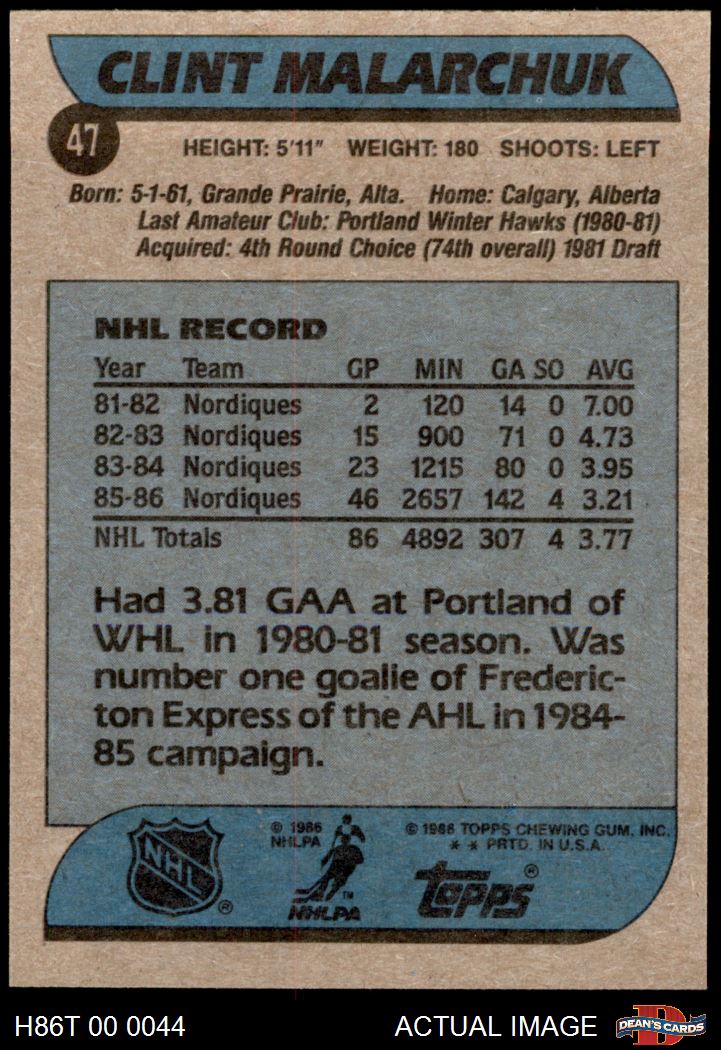 CLINT MALARCHUK
47
HEIGHT: 5'11" WEIGHT: 180 SHOOTS: LEFT
Born: 5-1-61, Grande Prairie, Alta. Home: Calgary, Alberta
Last Amateur Club: Portland Winter Hawks (1980-81)
Acquired: 4th Round Choice (74th overall) 1981 Draft
NHL RECORD
Year Team GP MIN GA SO AVG
81-82 Nordiques 2 120 14 0 7.00
82-83 Nordiques 15 900 71 0 4.73
83-84 Nordiques 23 1215 80 0 3.95
85-86 Nordiques 46 2657 142 4 3.21
NHL Totals 86 4892 307 4 3.77
Had 3.81 GAA at Portland of
WHL in 1980-81 season. Was
number one goalie of Frederic-
ton Express of the AHL in 1984-
85 campaign.
© 1986
NHLPA
© 1986 TOPPS CHEWING GUM, INC.
* * PRTD. IN U.S.A.
NHL ®
NHLPA ™
topps ®
H86T 00 0044
ACTUAL IMAGE
D
DEAN'S CARDS